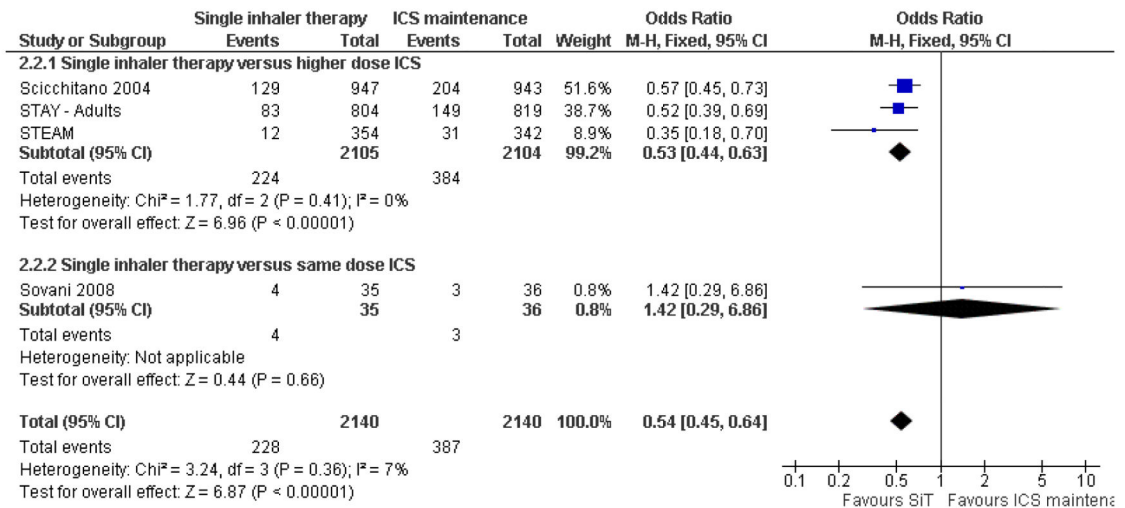 Single inhaler therapy ICS maintenance Odds Ratio Odds Ratio
Study or Subgroup Events Total Events Total Weight M-H, Fixed, 95% CI M-H, Fixed, 95% CI
2.2.1 Single inhaler therapy versus higher dose ICS
Scicchitano 2004 129 947 204 943 51.6% 0.57 [0.45, 0.73]
STAY - Adults 83 804 149 819 38.7% 0.52 [0.39, 0.69]
STEAM 12 354 31 342 8.9% 0.35 [0.18, 0.70]
Subtotal (95% CI) 2105 2104 99.2% 0.53 [0.44, 0.63]
Total events 224 384
Heterogeneity: Chi² = 1.77, df = 2 (P = 0.41); I² = 0%
Test for overall effect: Z = 6.96 (P < 0.00001)
2.2.2 Single inhaler therapy versus same dose ICS
Sovani 2008 4 35 3 36 0.8% 1.42 [0.29, 6.86]
Subtotal (95% CI) 35 36 0.8% 1.42 [0.29, 6.86]
Total events 4 3
Heterogeneity: Not applicable
Test for overall effect: Z = 0.44 (P = 0.66)
Total (95% CI) 2140 2140 100.0% 0.54 [0.45, 0.64]
Total events 228 387
Heterogeneity: Chi² = 3.24, df = 3 (P = 0.36); I² = 7%
Test for overall effect: Z = 6.87 (P < 0.00001)
0.1 0.2 0.5 1 2 5 10
Favours SiT Favours ICS maintena